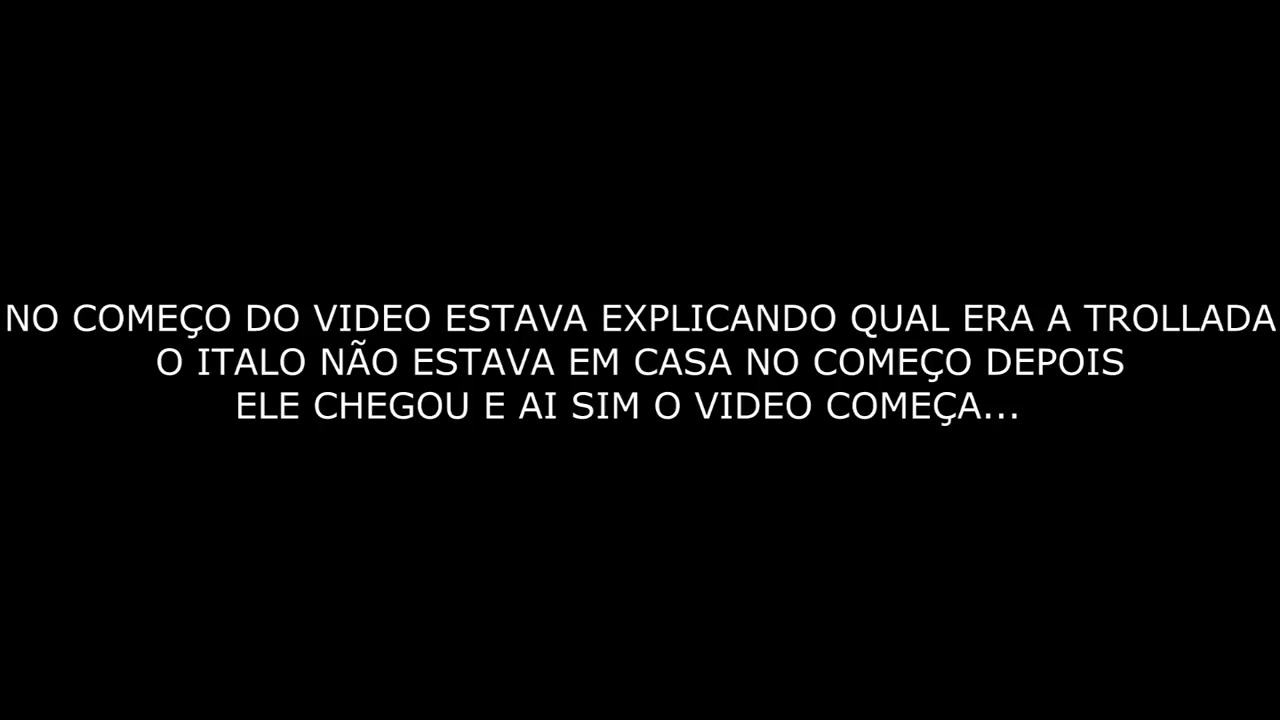 NO COMEÇO DO VIDEO ESTAVA EXPLICANDO QUAL ERA A TROLLADA
O ITALO NÃO ESTAVA EM CASA NO COMEÇO DEPOIS
ELE CHEGOU E AI SIM O VIDEO COMEÇA...